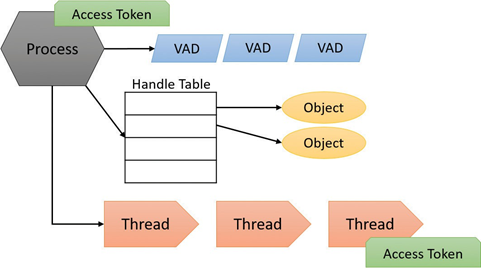 Access Token
Process
VAD
VAD
VAD
Handle Table
Object
Object
Thread
Thread
Thread
Access Token